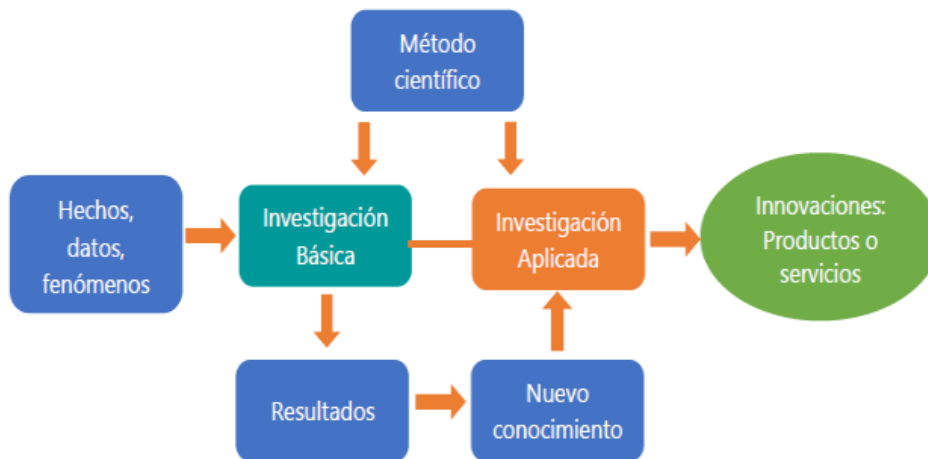 Método
científico
Hechos,
datos,
fenómenos
Investigación
Básica
Investigación
Aplicada
Innovaciones:
Productos o
servicios
Resultados
Nuevo
conocimiento